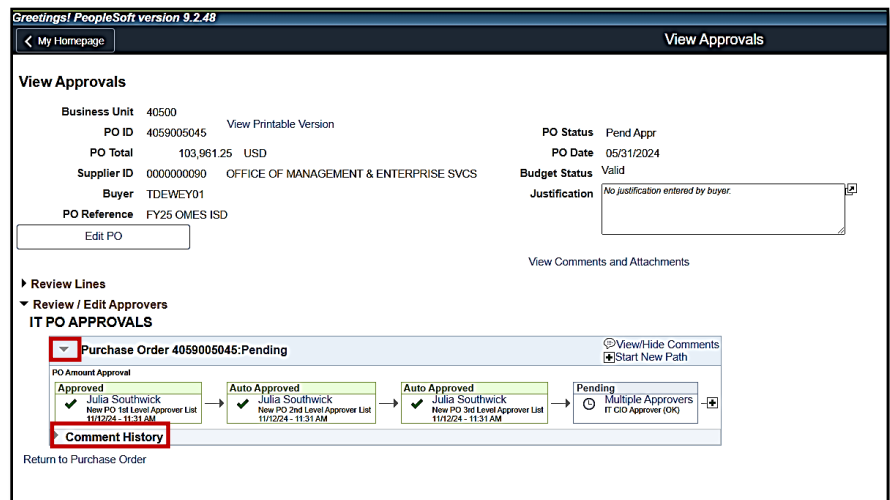 Greetings! PeopleSoft version 9.2.48
My Homepage
View Approvals
View Approvals
Business Unit 40500
PO ID 4059005045 View Printable Version
PO Total 103,961.25 USD
Supplier ID 0000000090 OFFICE OF MANAGEMENT & ENTERPRISE SVCS
Buyer TDEWEY01
PO Reference FY25 OMES ISD
Edit PO
PO Status Pend Appr
PO Date 05/31/2024
Budget Status Valid
Justification No justification entered by buyer.
View Comments and Attachments
Review Lines
Review / Edit Approvers
IT PO APPROVALS
Purchase Order 4059005045:Pending
View/Hide Comments
Start New Path
PO Amount Approval
Approved
Julia Southwick
New PO 1st Level Approver List
11/12/24 - 11:31 AM
Auto Approved
Julia Southwick
New PO 2nd Level Approver List
11/12/24 - 11:31 AM
Auto Approved
Julia Southwick
New PO 3rd Level Approver List
11/12/24 - 11:31 AM
Pending
Multiple Approvers
IT CIO Approver (OK)
Comment History
Return to Purchase Order